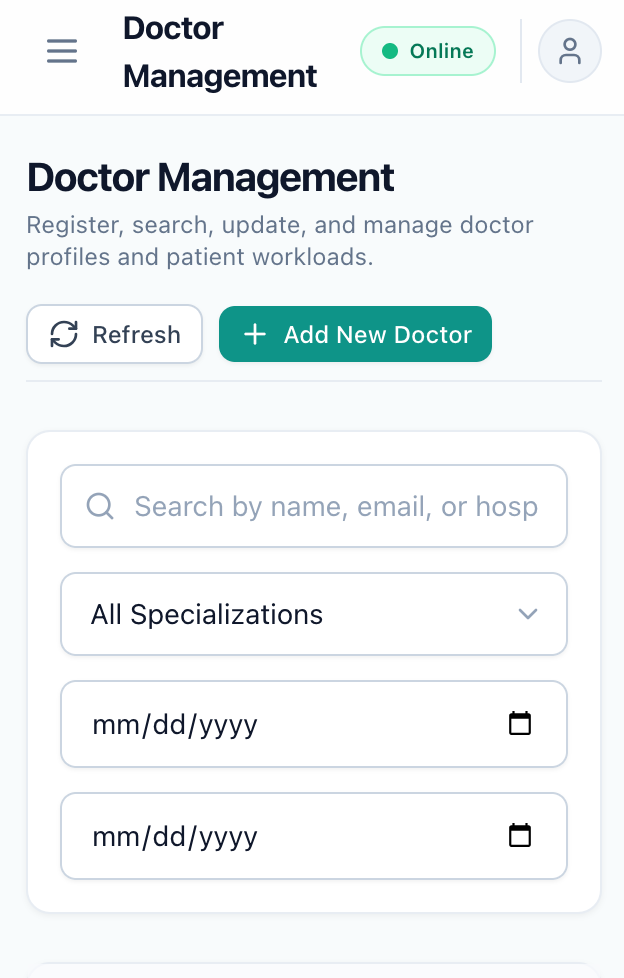 Doctor
Management
Online
Doctor Management
Register, search, update, and manage doctor
profiles and patient workloads.
Refresh
Add New Doctor
Search by name, email, or hosp
All Specializations
mm/dd/yyyy
mm/dd/yyyy